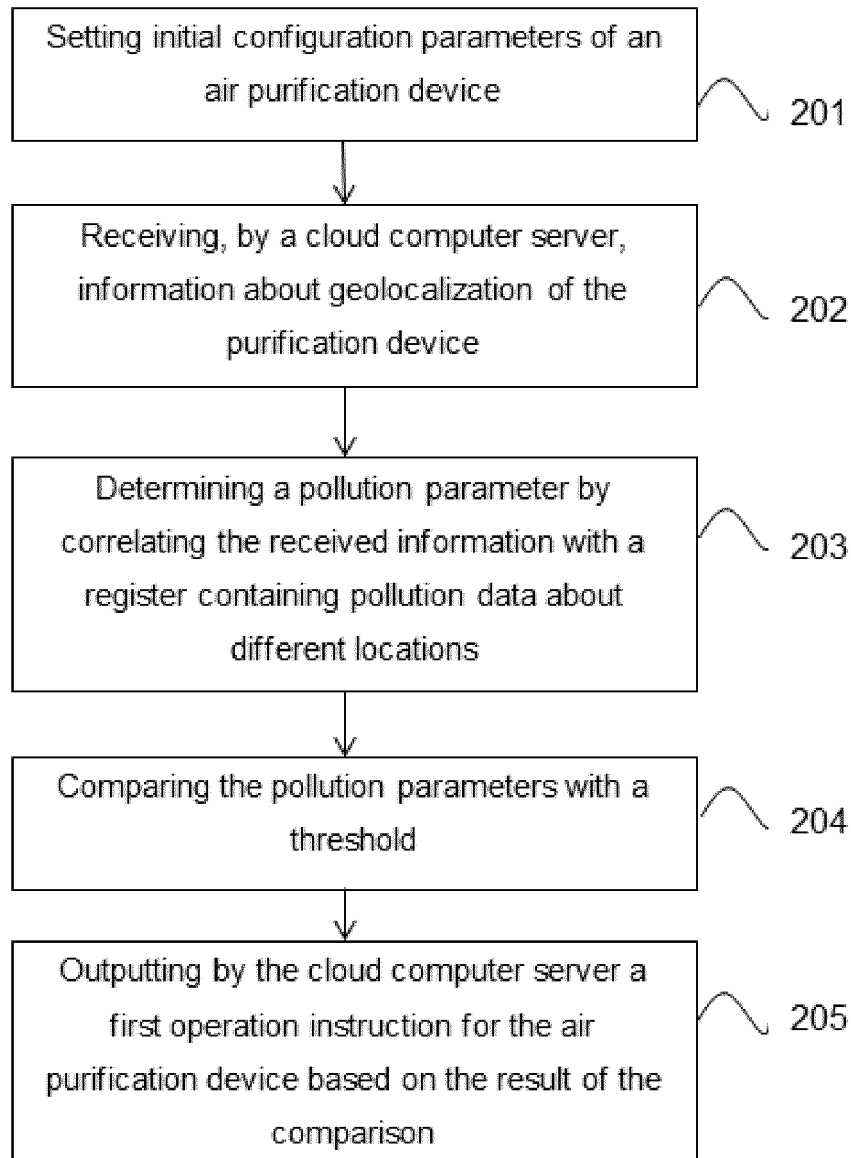 Setting initial configuration parameters of an
air purification device
201
Receiving, by a cloud computer server,
information about geolocalization of the
purification device
202
Determining a pollution parameter by
correlating the received information with a
register containing pollution data about
different locations
203
Comparing the pollution parameters with a
threshold
204
Outputting by the cloud computer server a
first operation instruction for the air
purification device based on the result of the
comparison
205